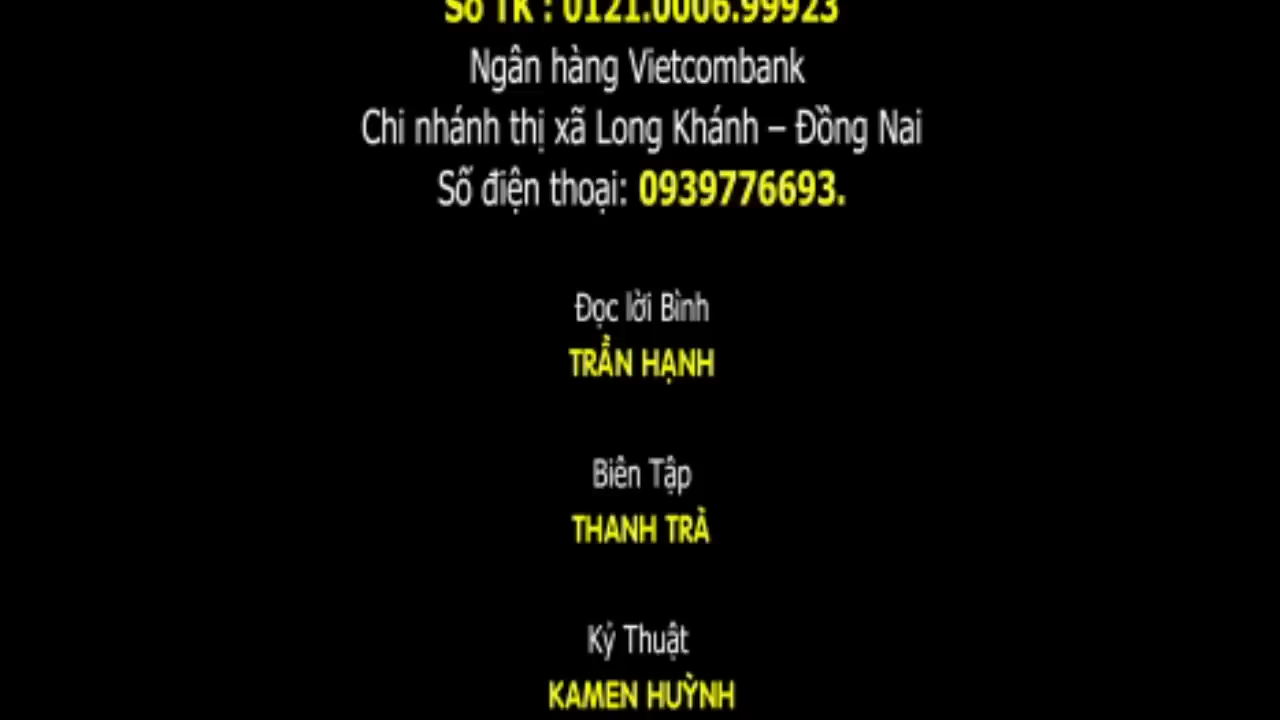 Số TK : 0121.0006.99923
Ngân hàng Vietcombank
Chi nhánh thị xã Long Khánh – Đồng Nai
Số điện thoại: 0939776693.
Đọc lời Bình
TRẦN HẠNH
Biên Tập
THANH TRÀ
Kỷ Thuật
KAMEN HUỲNH